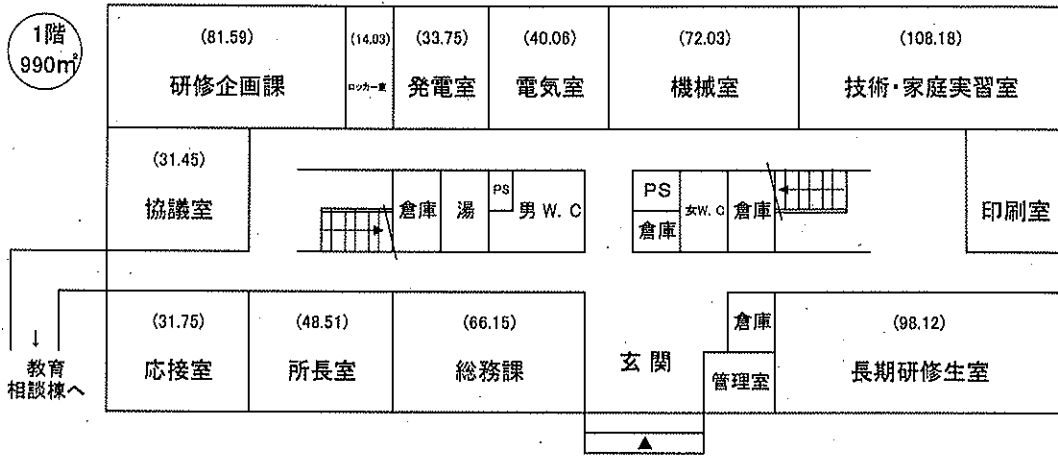 1階
990㎡
(81.59)
研修企画課
(14.03)
ロッカー室
(33.75)
発電室
(40.06)
電気室
(72.03)
機械室
(108.18)
技術・家庭実習室
(31.45)
協議室
倉庫
湯
PS
男 W. C
PS
倉庫
女W. C
倉庫
印刷室
(31.75)
応接室
(48.51)
所長室
(66.15)
総務課
玄 関
倉庫
管理室
(98.12)
長期研修生室
↓
教育
相談棟へ